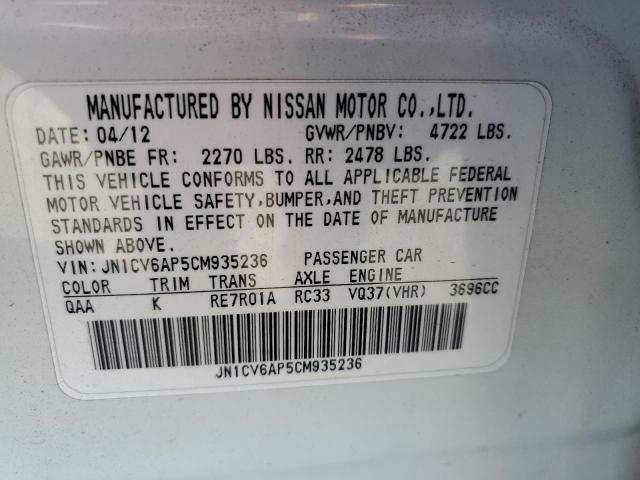 MANUFACTURED BY NISSAN MOTOR CO.,LTD.
DATE: 04/12 GVWR/PNBV: 4722 LBS.
GAWR/PNBE FR: 2270 LBS. RR: 2478 LBS.
THIS VEHICLE CONFORMS TO ALL APPLICABLE FEDERAL
MOTOR VEHICLE SAFETY,BUMPER,AND THEFT PREVENTION
STANDARDS IN EFFECT ON THE DATE OF MANUFACTURE
SHOWN ABOVE.
VIN:JN1CV6AP5CM935236 PASSENGER CAR
COLOR TRIM TRANS AXLE ENGINE
QAA K RE7R01A RC33 VQ37(VHR) 3696CC
JN1CV6AP5CM935236